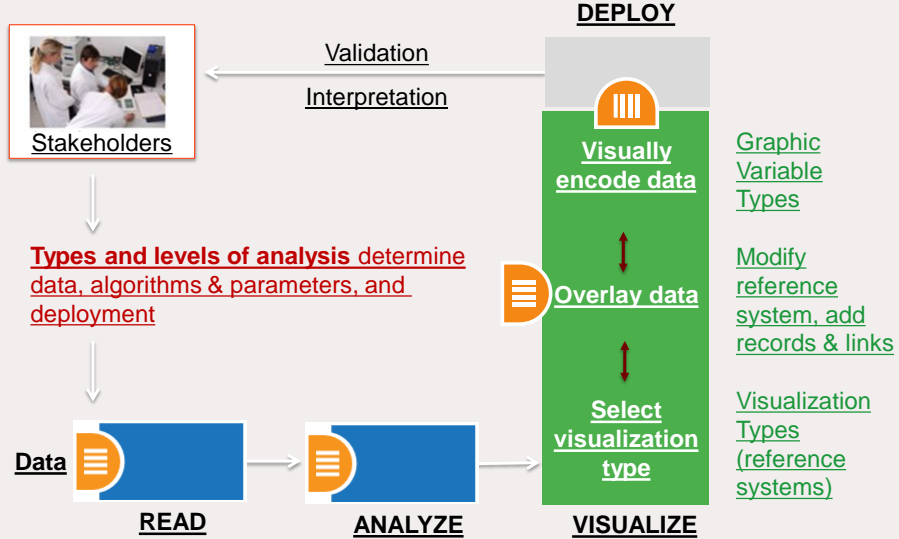 DEPLOY
Validation
Interpretation
Stakeholders
Visually
encode data
Graphic
Variable
Types
Types and levels of analysis determine
data, algorithms & parameters, and
deployment
Overlay data
Modify
reference
system, add
records & links
Select
visualization
type
Visualization
Types
(reference
systems)
Data
READ
ANALYZE
VISUALIZE